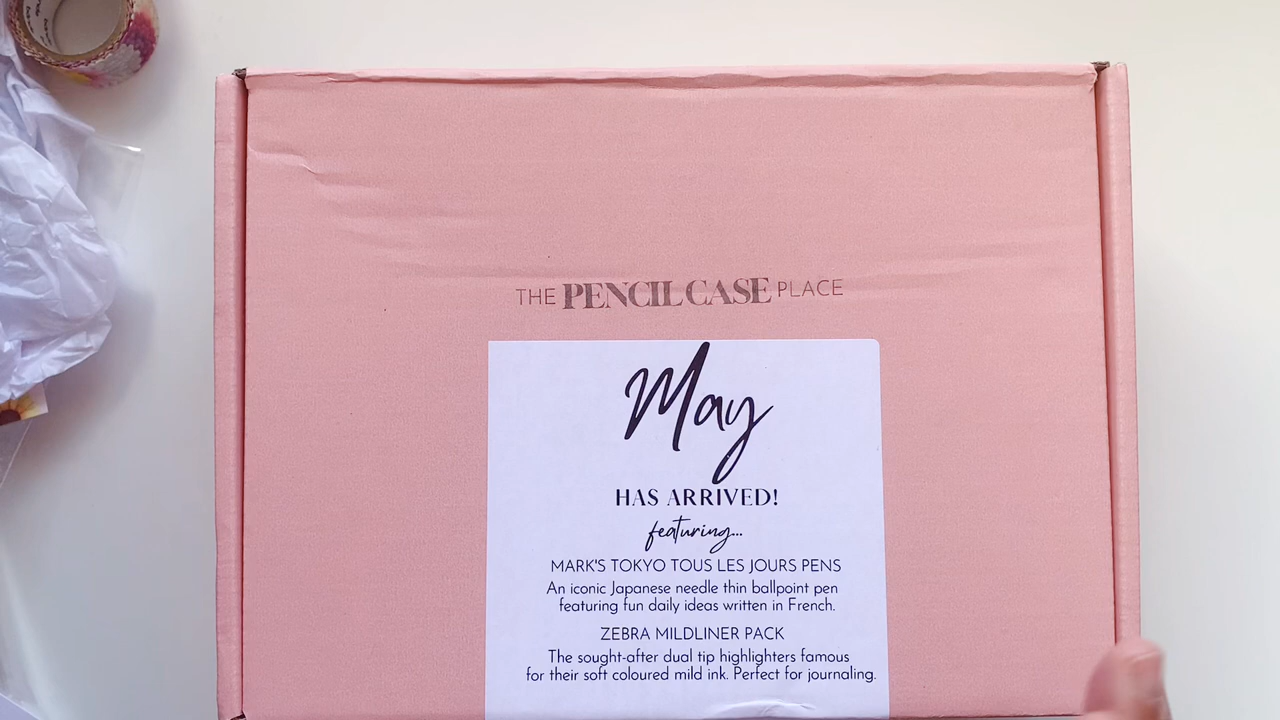 THE PENCIL CASE PLACE
May
HAS ARRIVED!
featuring...
MARK'S TOKYO TOUS LES JOURS PENS
An iconic Japanese needle thin ballpoint pen
featuring fun daily ideas written in French.
ZEBRA MILDLINER PACK
The sought-after dual tip highlighters famous
for their soft coloured mild ink. Perfect for journaling.